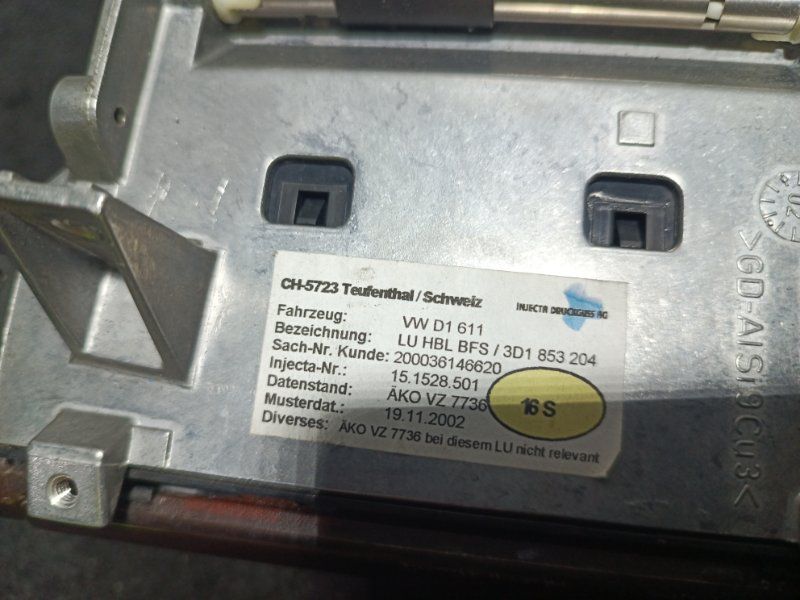 CH-5723 Teufenthal/Schweiz
INJECTA DRUCKGUSS AG
Fahrzeug: VW D1 611
Bezeichnung: LU HBL BFS / 3D1 853 204
Sach-Nr. Kunde: 200036146620
Injecta-Nr.: 15.1528.501
Datenstand: ÄKO VZ 7736
Musterdat.: 19.11.2002
Diverses: ÄKO VZ 7736 bei diesem LU nicht relevant
16 S
02
>GD-AlSi9Cu3<